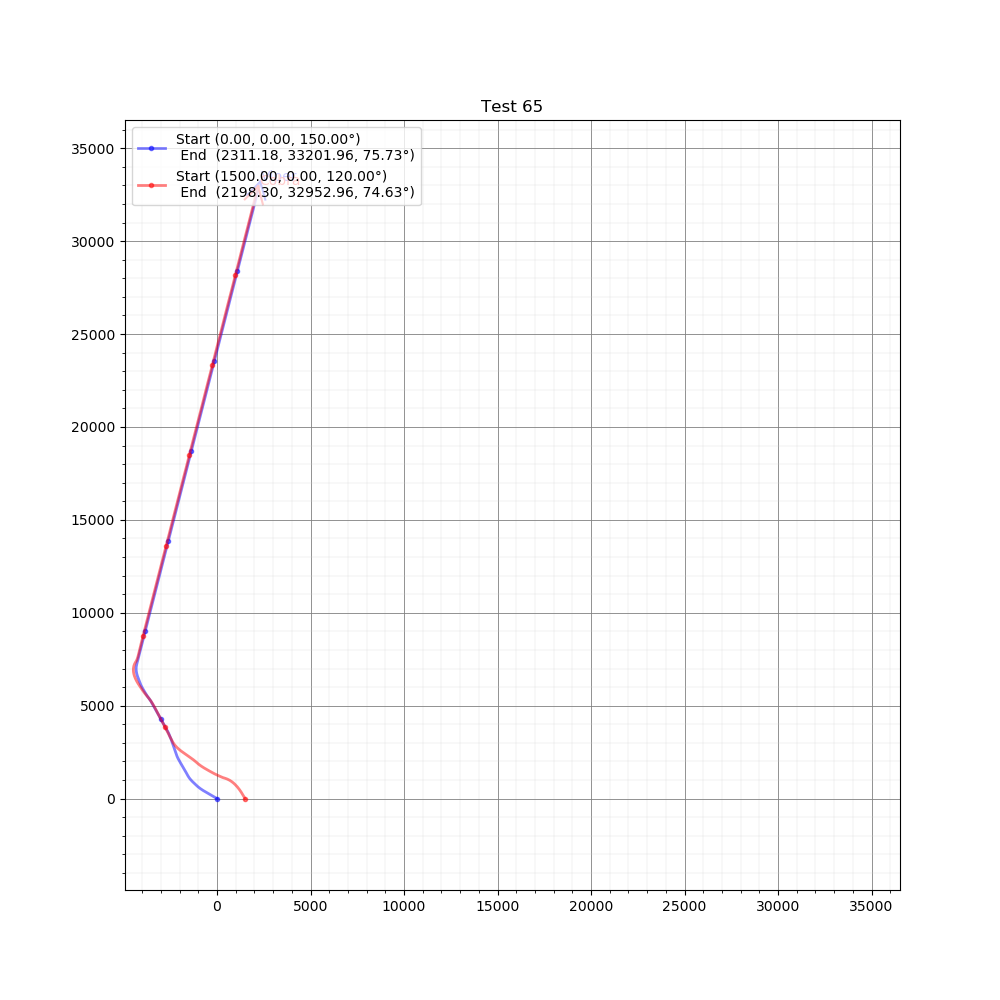 Test 65
Start (0.00, 0.00, 150.00°)
End (2311.18, 33201.96, 75.73°)
Start (1500.00, 0.00, 120.00°)
End (2198.30, 32952.96, 74.63°)
35000
30000
25000
20000
15000
10000
5000
0
0 5000 10000 15000 20000 25000 30000 35000